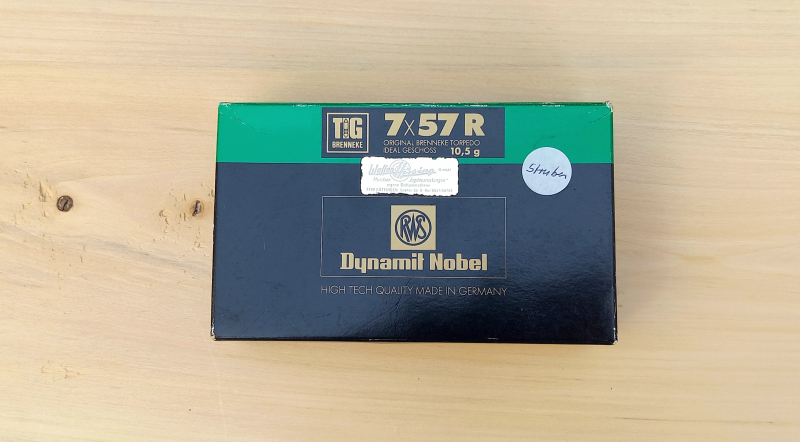 TIG
BRENNEKE
7x57 R
ORIGINAL BRENNEKE TORPEDO
IDEAL GESCHOSS 10,5 g
RWS
Dynamit Nobel
HIGH TECH QUALITY MADE IN GERMANY